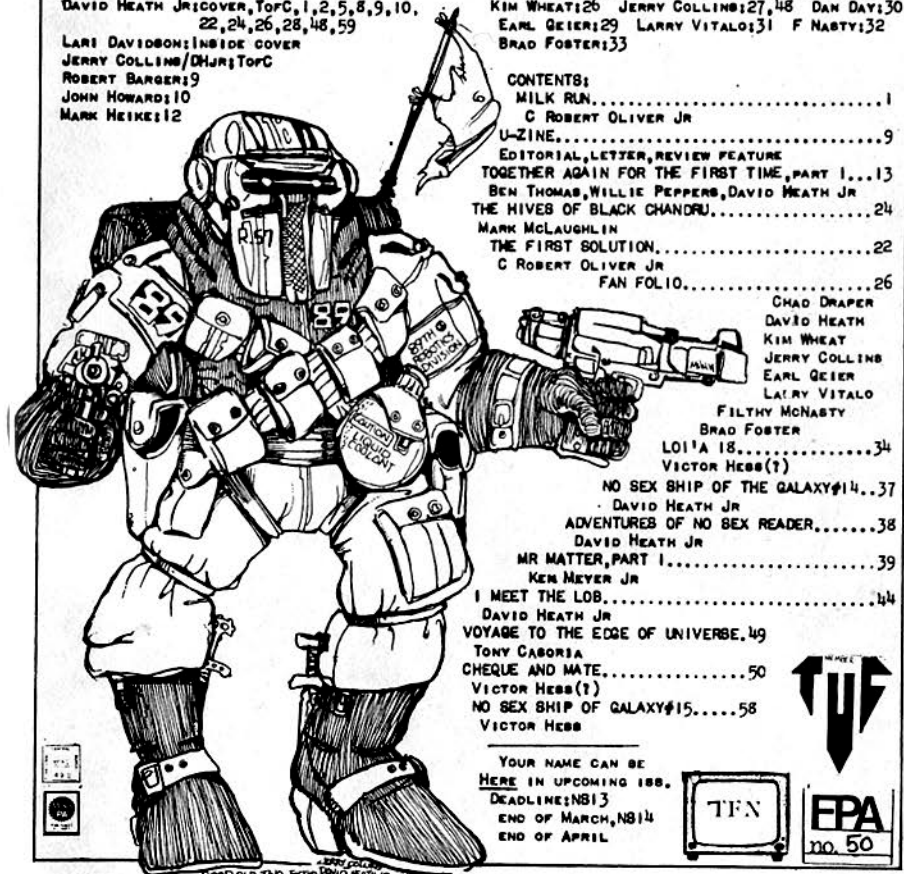 DAVID HEATH JR:COVER,TOFC,1,2,5,8,9,10,
22,24,26,28,48,59
LARI DAVIDSON:INSIDE COVER
JERRY COLLINS/DHJR:TOFC
ROBERT BARGER:9
JOHN HOWARD:10
MARK HEIKE:12
KIM WHEAT:26 JERRY COLLINS:27,48 DAN DAY:30
EARL GEIER:29 LARRY VITALO:31 F NASTY:32
BRAD FOSTER:33
CONTENTS:
MILK RUN..............................1
C ROBERT OLIVER JR
U-ZINE................................9
EDITORIAL,LETTER,REVIEW FEATURE
TOGETHER AGAIN FOR THE FIRST TIME,PART 1...13
BEN THOMAS,WILLIE PEPPERS,DAVID HEATH JR
THE HIVES OF BLACK CHANDRU.................24
MARK MCLAUGHLIN
THE FIRST SOLUTION....................22
C ROBERT OLIVER JR
FAN FOLIO.....................26
CHAD DRAPER
DAVID HEATH
KIM WHEAT
JERRY COLLINS
EARL GEIER
LARRY VITALO
FILTHY MCNASTY
BRAD FOSTER
LOI'A 18...............34
VICTOR HESS(?)
NO SEX SHIP OF THE GALAXY#14..37
DAVID HEATH JR
ADVENTURES OF NO SEX READER.......38
DAVID HEATH JR
MR MATTER,PART 1.....................39
KEN MEYER JR
I MEET THE LOB...........................44
DAVID HEATH JR
VOYAGE TO THE EDGE OF UNIVERSE.49
TONY CABORIA
CHEQUE AND MATE...............50
VICTOR HESS(?)
NO SEX SHIP OF GALAXY#15.....58
VICTOR HESS
YOUR NAME CAN BE
HERE IN UPCOMING ISS.
DEADLINE:NS13
END OF MARCH,NS14
END OF APRIL
6
R.57
89
89
89TH
ROBOTICS
DIVISION
CAUTION
LIQUID
COOLANT
MEMBER
TUF
TFN
FPA
no. 50
JERRY COLLINS